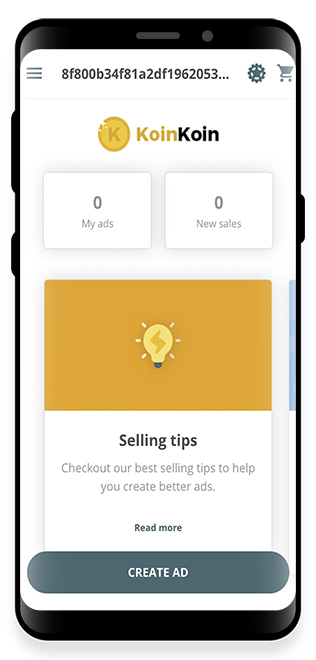 8f800b34f81a2df1962053...
K KoinKoin
0
My ads
0
New sales
Selling tips
Checkout our best selling tips to help
you create better ads.
Read more
CREATE AD